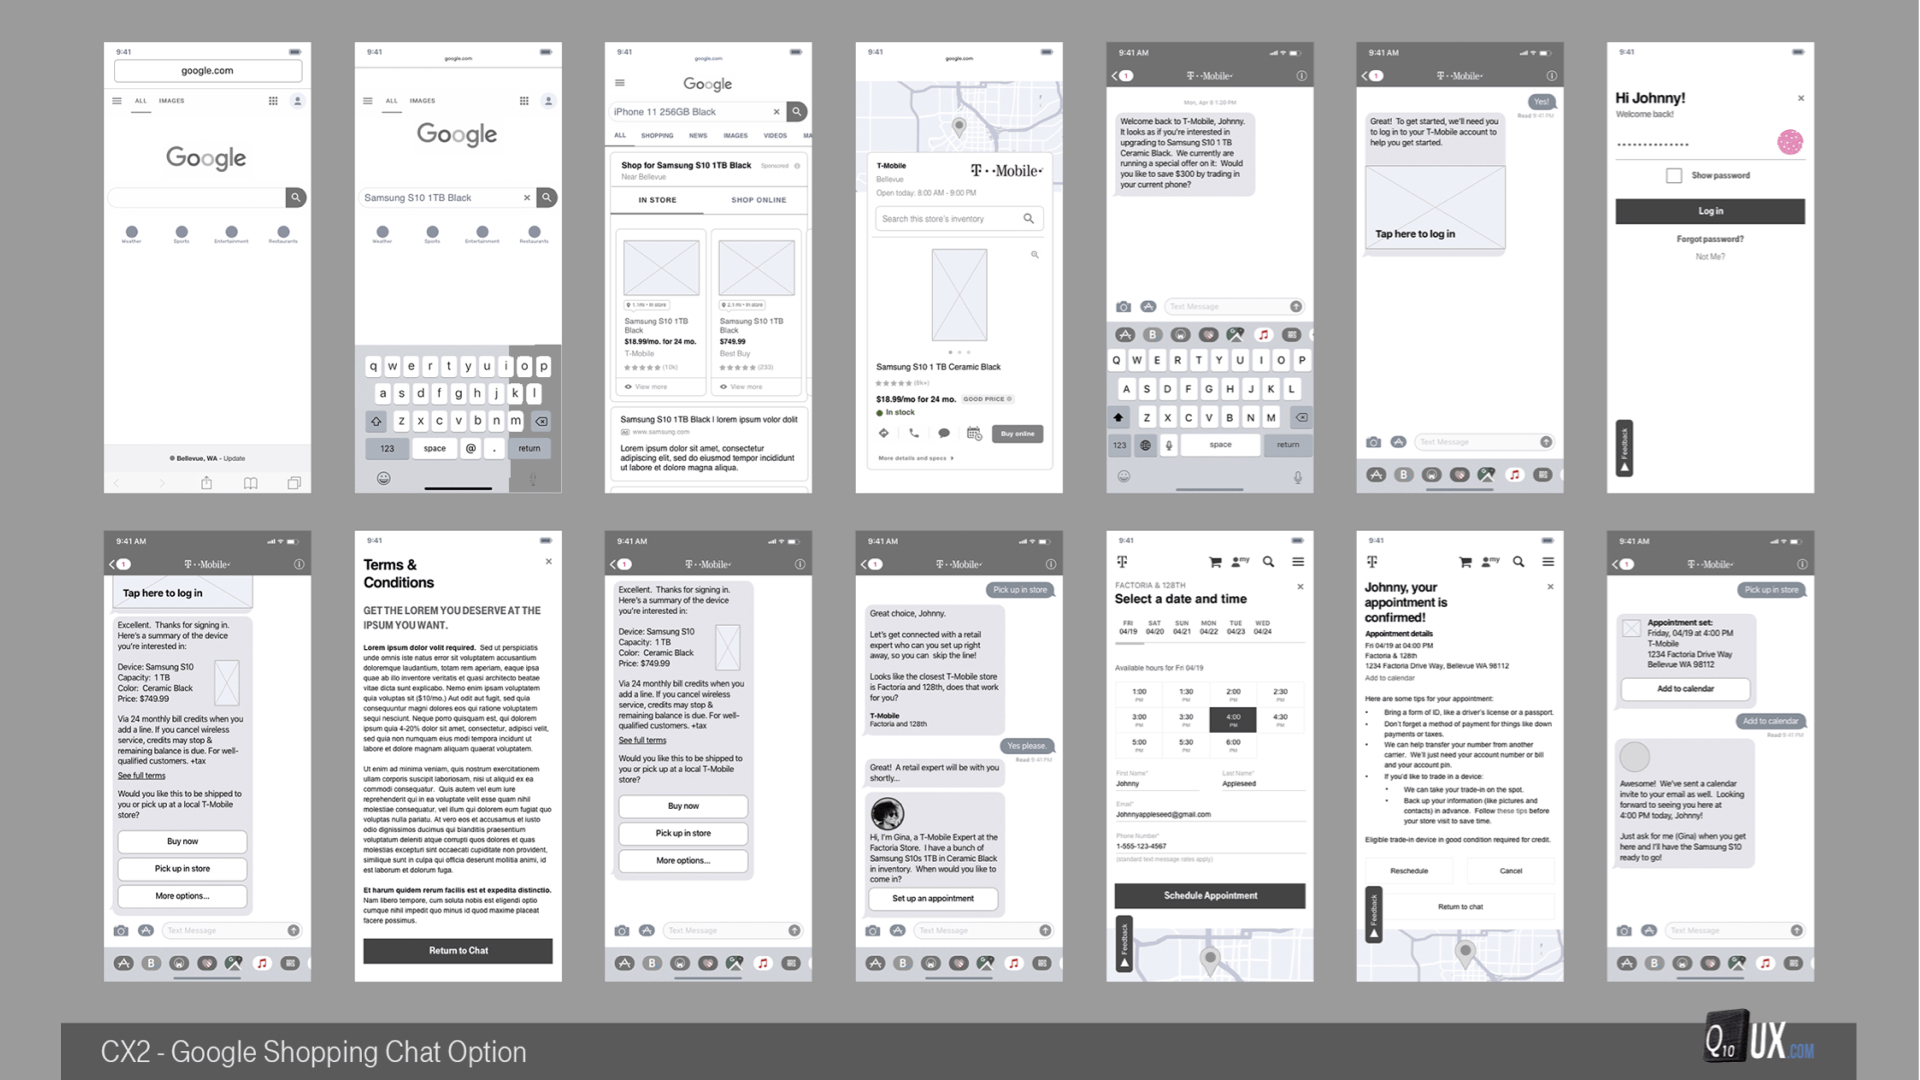 9:41
google.com
ALL IMAGES
Google
Weather Sports Entertainment Restaurants
Bellevue, WA - Update
9:41
google.com
ALL IMAGES
Google
Samsung S10 1TB Black
Weather Sports Entertainment Restaurants
q w e r t y u i o p
a s d f g h j k l
z x c v b n m
123 space @ . return
9:41
google.com
Google
iPhone 11 256GB Black
ALL SHOPPING NEWS IMAGES VIDEOS MA
Shop for Samsung S10 1TB Black Sponsored
Near Bellevue
IN STORE SHOP ONLINE
1.1mi • In store
Samsung S10 1TB
Black
$18.99/mo. for 24 mo.
T-Mobile
(10k)
View more
2.1mi • In store
Samsung S10 1TB
Black
$749.99
Best Buy
(233)
View more
Samsung S10 1TB Black | lorem ipsum volor dolit
www.samsung.com
Lorem ipsum dolor sit amet, consectetur
adipiscing elit, sed do eiusmod tempor incididunt
ut labore et dolore magna aliqua.
9:41
google.com
T-Mobile
Bellevue
Open today: 8:00 AM - 9:00 PM
T··Mobile·
Search this store's inventory
Samsung S10 1 TB Ceramic Black
(5k+)
$18.99/mo for 24 mo. GOOD PRICE
In stock
Buy online
More details and specs
9:41 AM
1
T··Mobile·
Mon, Apr 8 1:20 PM
Welcome back to T-Mobile, Johnny.
It looks as if you're interested in
upgrading to Samsung S10 1
TB
Ceramic Black. We currently are
running a special offer on it: Would
you like to save $300 by trading in
your current phone?
Text Message
Q W E R T Y U I O P
A S D F G H J K L
Z X C V B N M
123 space return
9:41 AM
1
T··Mobile·
Yes!
Read 9:41 PM
Great! To get started, we'll need you
to log in to your T-Mobile account to
help you get started.
Tap here to log in
Text Message
9:41
Hi Johnny!
Welcome back!
Show password
Log in
Forgot password?
Not Me?
Feedback
9:41 AM
1
T··Mobile·
Tap here to log in
Excellent. Thanks for signing in.
Here's a summary of the device
you're interested in:
Device: Samsung S10
Capacity: 1 TB
Color: Ceramic Black
Price: $749.99
Via 24 monthly bill credits when you
add a line. If you cancel wireless
service, credits may stop &
remaining balance is due. For well-
qualified customers. +tax
See full terms
Would you like this to be shipped to
you or pick up at a local T-Mobile
store?
Buy now
Pick up in store
More options...
Text Message
9:41
Terms &
Conditions
GET THE LOREM YOU DESERVE AT THE
IPSUM YOU WANT.
Lorem ipsum dolor volit required. Sed ut perspiciatis
unde omnis iste natus error sit voluptatem accusantium
doloremque laudantium, totam rem aperiam, eaque ipsa
quae ab illo inventore veritatis et quasi architecto beatae
vitae dicta sunt explicabo. Nemo enim ipsam voluptatem
quia voluptas sit ($10/mo.) Aut odit aut fugit, sed quia
consequuntur magni dolores eos qui ratione voluptatem
sequi nesciunt. Neque porro quisquam est, qui dolorem
ipsum quia 4-20% dolor sit amet, consectetur, adipisci velit,
sed quia non numquam eius modi tempora incidunt ut
labore et dolore magnam aliquam quaerat voluptatem.
Ut enim ad minima veniam, quis nostrum exercitationem
ullam corporis suscipit laboriosam, nisi ut aliquid ex ea
commodi consequatur. Quis autem vel eum iure
reprehenderit qui in ea voluptate velit esse quam nihil
molestiae consequatur, vel illum qui dolorem eum fugiat quo
voluptas nulla pariatu. At vero eos et accusamus et iusto
odio dignissimos ducimus qui blanditiis praesentium
voluptatum deleniti atque corrupti quos dolores et quas
molestias excepturi sint occaecati cupiditate non provident,
similique sunt in culpa qui officia deserunt mollitia animi, id
est laborum et dolorum fuga.
Et harum quidem rerum facilis est et expedita distinctio.
Nam libero tempore, cum soluta nobis est eligendi optio
cumque nihil impedit quo minus id quod maxime placeat
facere possimus.
Return to Chat
9:41 AM
1
T··Mobile·
Excellent. Thanks for signing in.
Here's a summary of the device
you're interested in:
Device: Samsung S10
Capacity: 1 TB
Color: Ceramic Black
Price: $749.99
Via 24 monthly bill credits when you
add a line. If you cancel wireless
service, credits may stop &
remaining balance is due. For well-
qualified customers. +tax
See full terms
Would you like this to be shipped to
you or pick up at a local T-Mobile
store?
Buy now
Pick up in store
More options...
Text Message
9:41 AM
1
T··Mobile·
Pick up in store
Great choice, Johnny.
Let's get connected with a retail
expert who can you set up right
away, so you can skip the line!
Looks like the closest T-Mobile store
is Factoria and 128th, does that work
for you?
T-Mobile
Factoria and 128th
Yes please.
Read 9:41 PM
Great! A retail expert will be with you
shortly...
Hi, I'm Gina, a T-Mobile Expert at the
Factoria Store. I have a bunch of
Samsung S10s 1TB in Ceramic Black
in inventory. When would you like to
come in?
Set up an appointment
Text Message
9:41
T my
FACTORIA & 128TH
Select a date and time
FRI SAT SUN MON TUE WED
04/19 04/20 04/21 04/22 04/23 04/24
Available hours for Fri 04/19
1:00 PM 1:30 PM 2:00 PM 2:30 PM
3:00 PM 3:30 PM 4:00 PM 4:30 PM
5:00 PM 5:30 PM 6:00 PM
First Name* Last Name*
Johnny Appleseed
Email*
Johnnyappleseed@gmail.com
Phone Number*
1-555-123-4567
(standard text message rates apply)
Schedule Appointment
Feedback
9:41
T my
Johnny, your
appointment is
confirmed!
Appointment details
Fri 04/19 at 04:00 PM
Factoria & 128th
1234 Factoria Drive Way, Bellevue WA 98112
Add to calendar
Here are some tips for your appointment:
• Bring a form of ID, like a driver's license or a passport.
• Don't forget a method of payment for things like down
payments or taxes.
• We can help transfer your number from another
carrier. We'll just need your account number or bill
and your account pin.
• If you'd like to trade in a device:
• We can take your trade-in on the spot.
• Back up your information (like pictures and
contacts) in advance. Follow these tips before
your store visit to save time.
Eligible trade-in device in good condition required for credit.
Reschedule Cancel
Return to chat
Feedback
9:41 AM
1
T··Mobile·
Pick up in store
Appointment set:
Friday, 04/19 at 4:00 PM
T-Mobile
1234 Factoria Drive Way
Bellevue WA 98112
Add to calendar
Add to calendar
Read 9:41 PM
Awesome! We've sent a calendar
invite to your email as well. Looking
forward to seeing you here at
4:00 PM today, Johnny!
Just ask for me (Gina) when you get
here and I'll have the Samsung S10
ready to go!
Text Message
CX2 - Google Shopping Chat Option
Q10 UX.COM